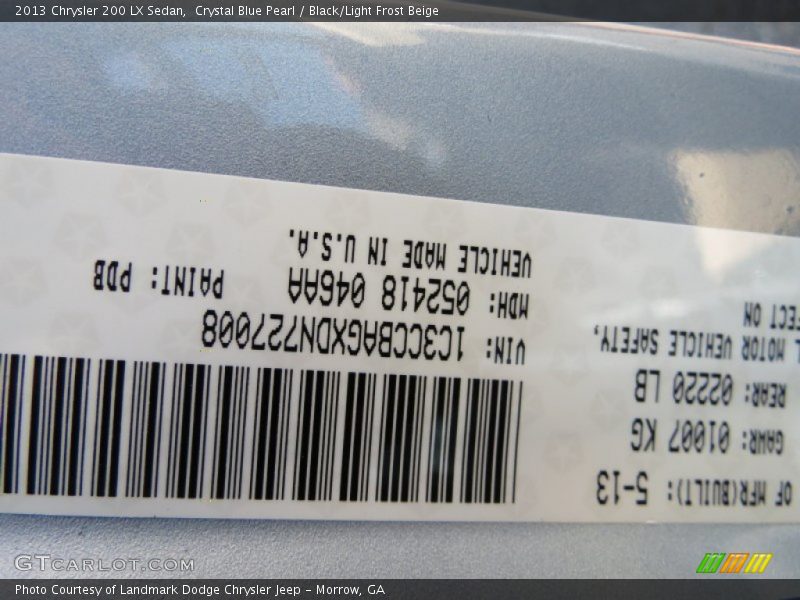 2013 Chrysler 200 LX Sedan, Crystal Blue Pearl / Black/Light Frost Beige
OF MFR(BUILT): 5-13
GAWR: 01007 KG
REAR: 02220 LB
MOTOR VEHICLE SAFETY,
FECT ON
VIN: 1C3CCBAGXDN727008
MDH: 052418 046AA PAINT: PDB
VEHICLE MADE IN U.S.A.
GTCARLOT.COM
Photo Courtesy of Landmark Dodge Chrysler Jeep – Morrow, GA